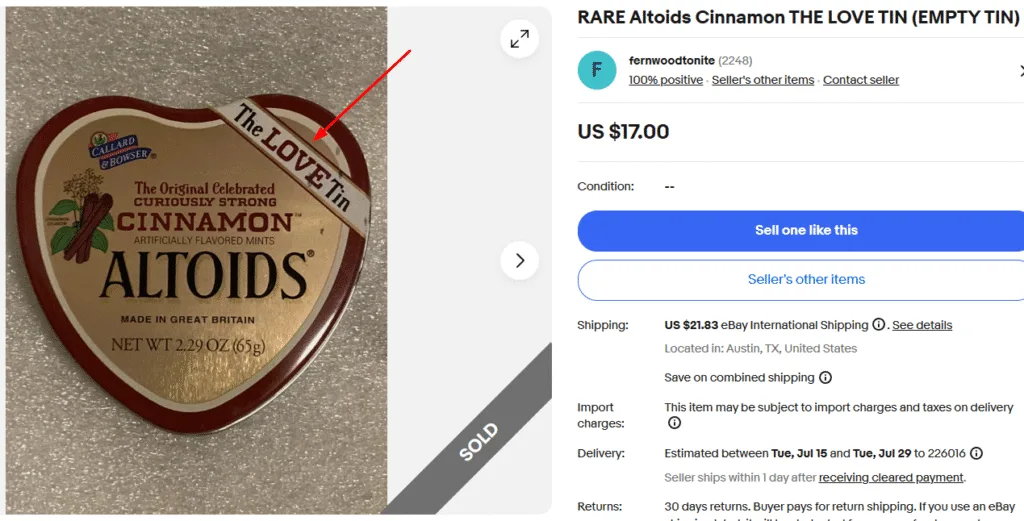 RARE Altoids Cinnamon THE LOVE TIN (EMPTY TIN)
F
fernwoodtonite (2248)
100% positive · Seller's other items · Contact seller
US $17.00
Condition: --
Sell one like this
Seller's other items
Shipping: US $21.83 eBay International Shipping. See details
Located in: Austin, TX, United States
Save on combined shipping
Import charges: This item may be subject to import charges and taxes on delivery
Delivery: Estimated between Tue, Jul 15 and Tue, Jul 29 to 226016
Seller ships within 1 day after receiving cleared payment.
Returns: 30 days returns. Buyer pays for return shipping. If you use an eBay
The LOVE Tin
CALLARD
& BOWSER®
The Original Celebrated
CURIOUSLY STRONG
CINNAMON™
ARTIFICIALLY FLAVORED MINTS
ALTOIDS®
MADE IN GREAT BRITAIN
NET WT 2.29 OZ (65g)
SOLD